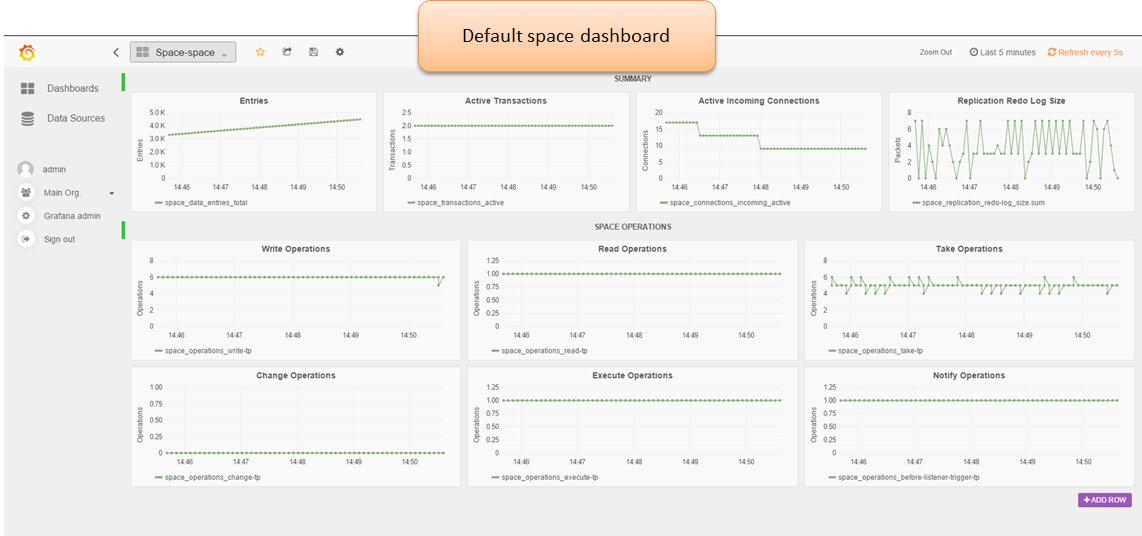 Default space dashboard
Space-space
Zoom Out
Last 5 minutes
Refresh every 5s
Dashboards
Data Sources
admin
Main Org.
Grafana admin
Sign out
SUMMARY
Entries
Entries
5.0 K
4.0 K
3.0 K
2.0 K
1.0 K
0
14:46 14:47 14:48 14:49 14:50
space_data_entries_total
Active Transactions
Transactions
2.5
2.0
1.5
1.0
0.5
0
14:46 14:47 14:48 14:49 14:50
space_transactions_active
Active Incoming Connections
Connections
20
15
10
5
0
14:46 14:47 14:48 14:49 14:50
space_connections_incoming_active
Replication Redo Log Size
Packets
8
6
4
2
0
14:46 14:47 14:48 14:49 14:50
space_replication_redo-log_size.sum
SPACE OPERATIONS
Write Operations
Operations
8
6
4
2
0
14:46 14:47 14:48 14:49 14:50
space_operations_write-tp
Read Operations
Operations
1.25
1.00
0.75
0.50
0.25
0
14:46 14:47 14:48 14:49 14:50
space_operations_read-tp
Take Operations
Operations
8
6
4
2
0
14:46 14:47 14:48 14:49 14:50
space_operations_take-tp
Change Operations
Operations
1.00
0.75
0.50
0.25
0
14:46 14:47 14:48 14:49 14:50
space_operations_change-tp
Execute Operations
Operations
1.25
1.00
0.75
0.50
0.25
0
14:46 14:47 14:48 14:49 14:50
space_operations_execute-tp
Notify Operations
Operations
1.25
1.00
0.75
0.50
0.25
0
14:46 14:47 14:48 14:49 14:50
space_operations_before-listener-trigger-tp
ADD ROW